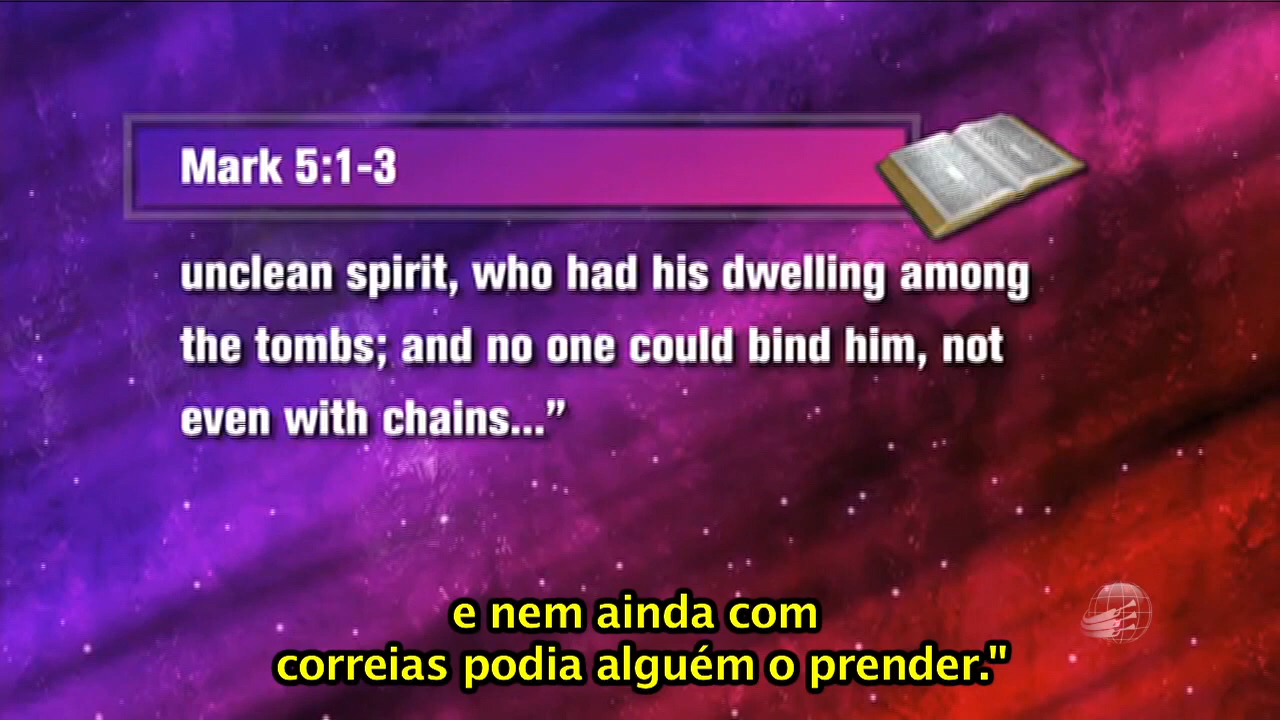 Mark 5:1-3
unclean spirit, who had his dwelling among
the tombs; and no one could bind him, not
even with chains...”
e nem ainda com
correias podia alguém o prender."